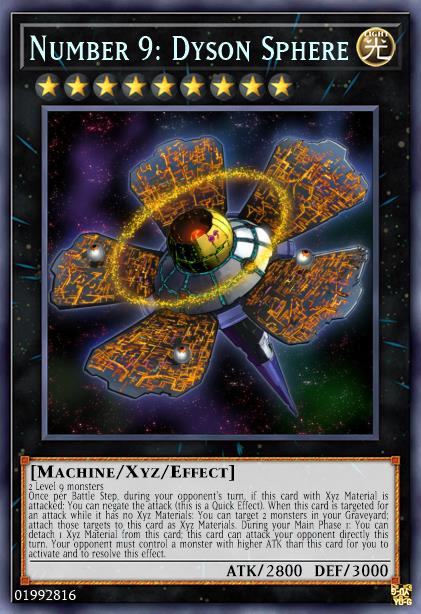 Number 9: Dyson Sphere
LIGHT
光
[Machine/Xyz/Effect]
2 Level 9 monsters
Once per Battle Step, during your opponent's turn, if this card with Xyz Material is
attacked: You can negate the attack (this is a Quick Effect). When this card is targeted for
an attack while it has no Xyz Materials: You can target 2 monsters in your Graveyard;
attach those targets to this card as Xyz Materials. During your Main Phase 1: You can
detach 1 Xyz Material from this card; this card can attack your opponent directly this
turn. Your opponent must control a monster with higher ATK than this card for you to
activate and to resolve this effect.
ATK/2800 DEF/3000
01992816